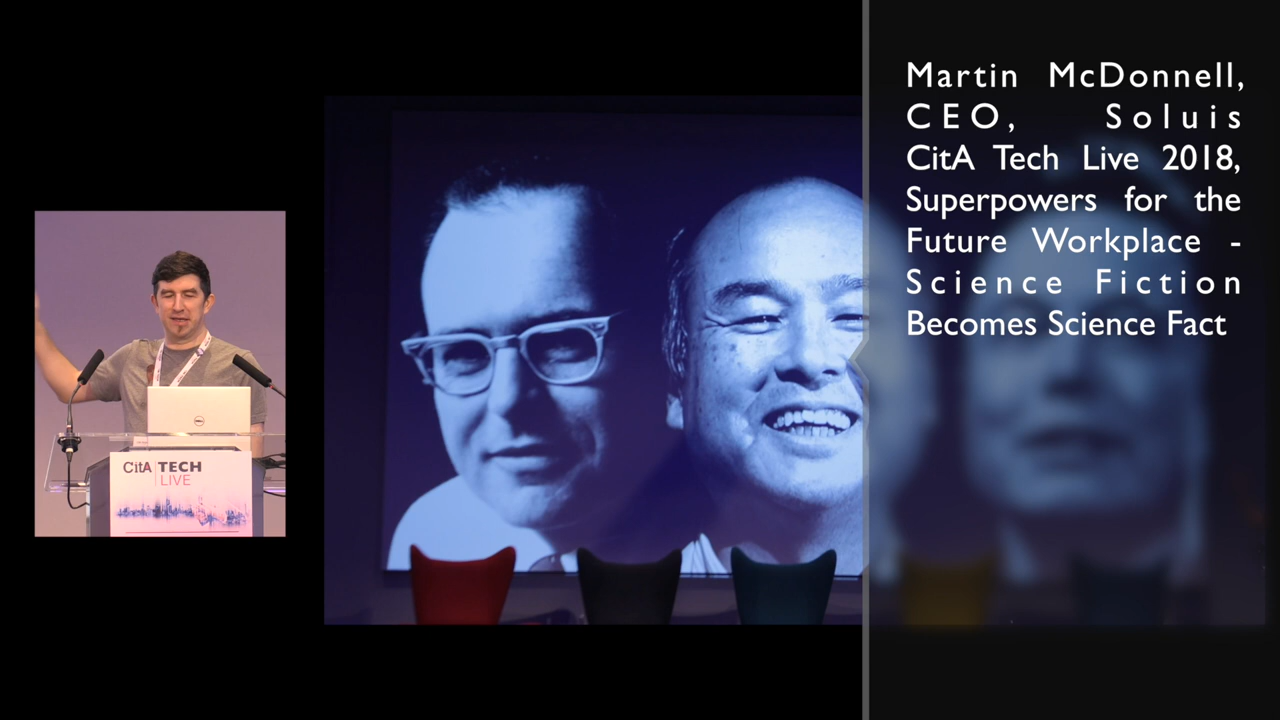 Martin McDonnell,
CEO, Soluis
CitA Tech Live 2018,
Superpowers for the
Future Workplace -
Science Fiction
Becomes Science Fact
CitA TECH
LIVE
DELL